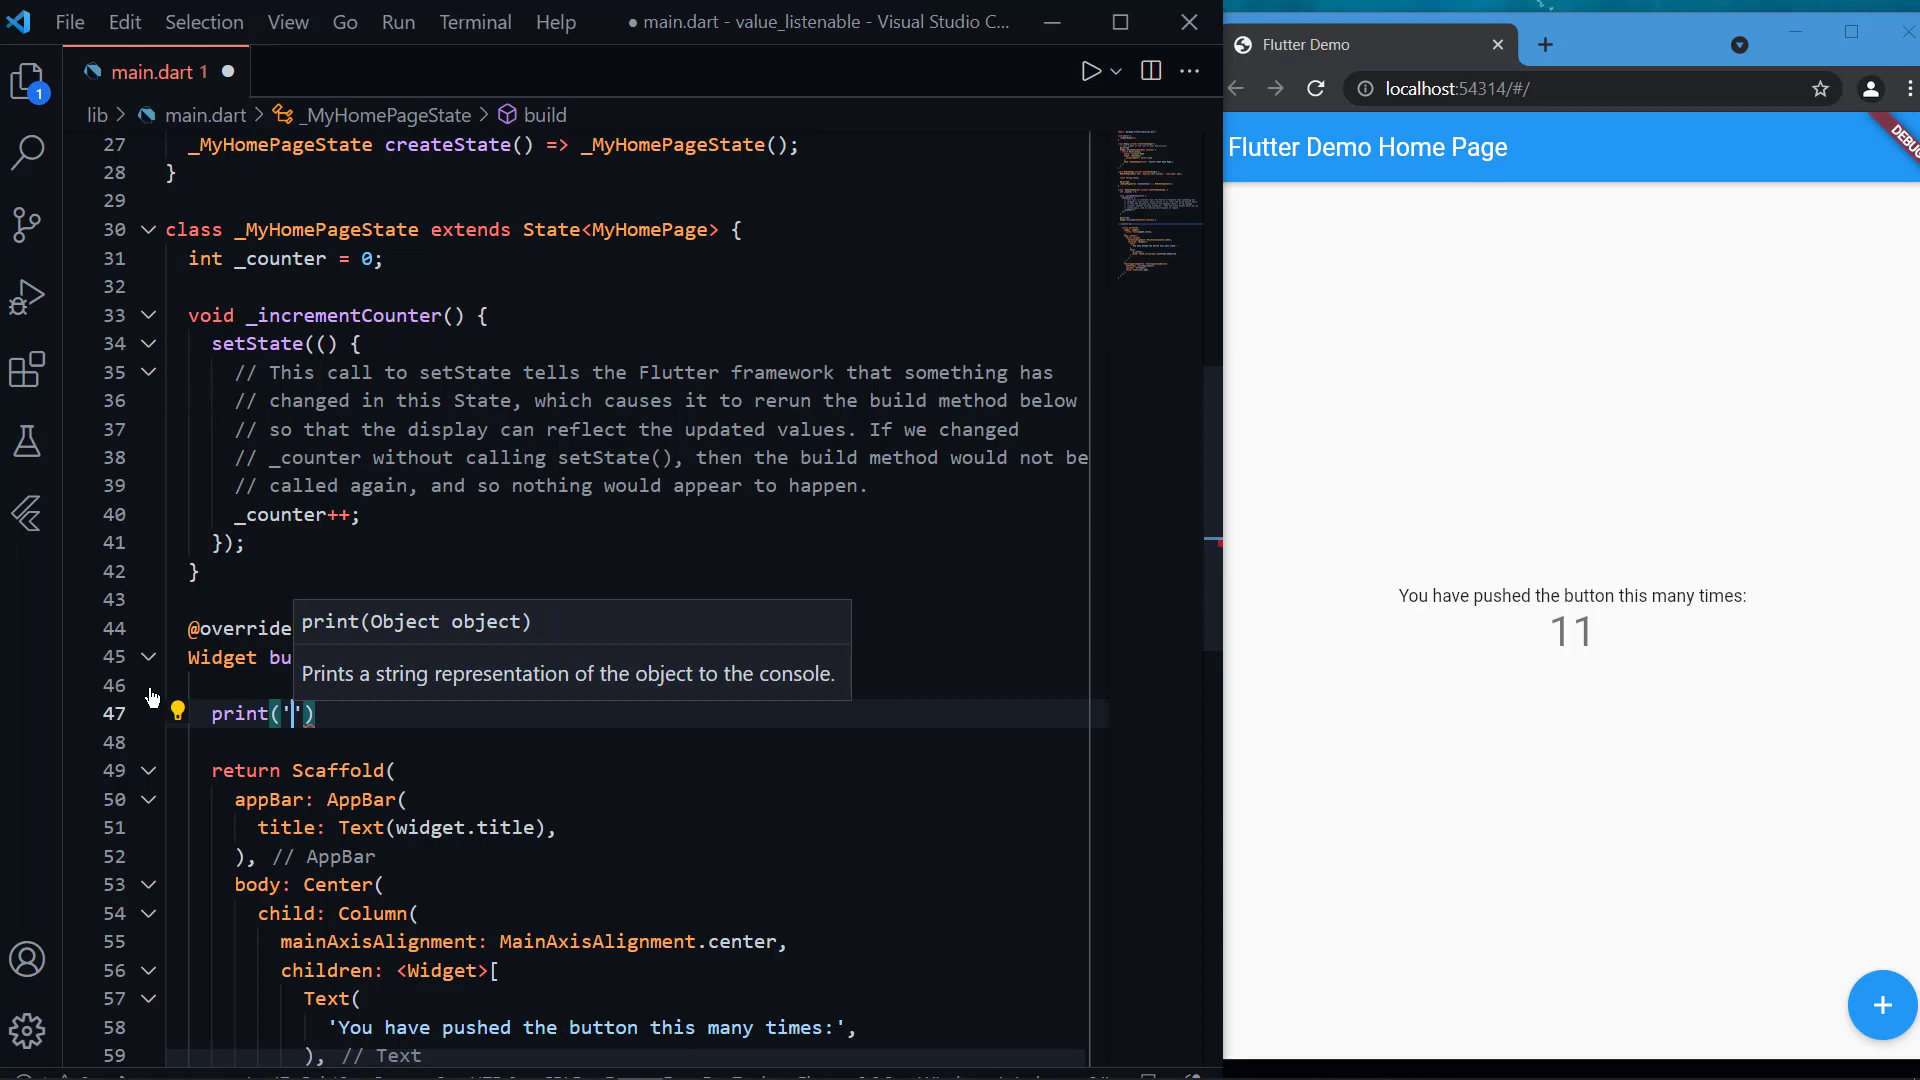 File Edit Selection View Go Run Terminal Help
● main.dart - value_listenable - Visual Studio C...
main.dart 1
1
lib > main.dart > _MyHomePageState > build
27 _MyHomePageState createState() => _MyHomePageState();
28 }
29
30 class _MyHomePageState extends State<MyHomePage> {
31 int _counter = 0;
32
33 void _incrementCounter() {
34 setState(() {
35 // This call to setState tells the Flutter framework that something has
36 // changed in this State, which causes it to rerun the build method below
37 // so that the display can reflect the updated values. If we changed
38 // _counter without calling setState(), then the build method would not be
39 // called again, and so nothing would appear to happen.
40 _counter++;
41 });
42 }
43
44 @override
45 Widget bu
46
print(Object object)
Prints a string representation of the object to the console.
47 print('')
48
49 return Scaffold(
50 appBar: AppBar(
51 title: Text(widget.title),
52 ), // AppBar
53 body: Center(
54 child: Column(
55 mainAxisAlignment: MainAxisAlignment.center,
56 children: <Widget>[
57 Text(
58 'You have pushed the button this many times:',
59 ), // Text
Flutter Demo
localhost:54314/#/
Flutter Demo Home Page
DEBUG
You have pushed the button this many times:
11
+